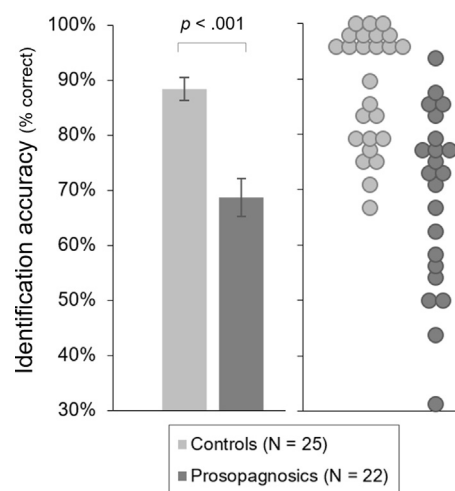 p < .001
Identification accuracy (% correct)
100%
90%
80%
70%
60%
50%
40%
30%
Controls (N = 25)
Prosopagnosics (N = 22)